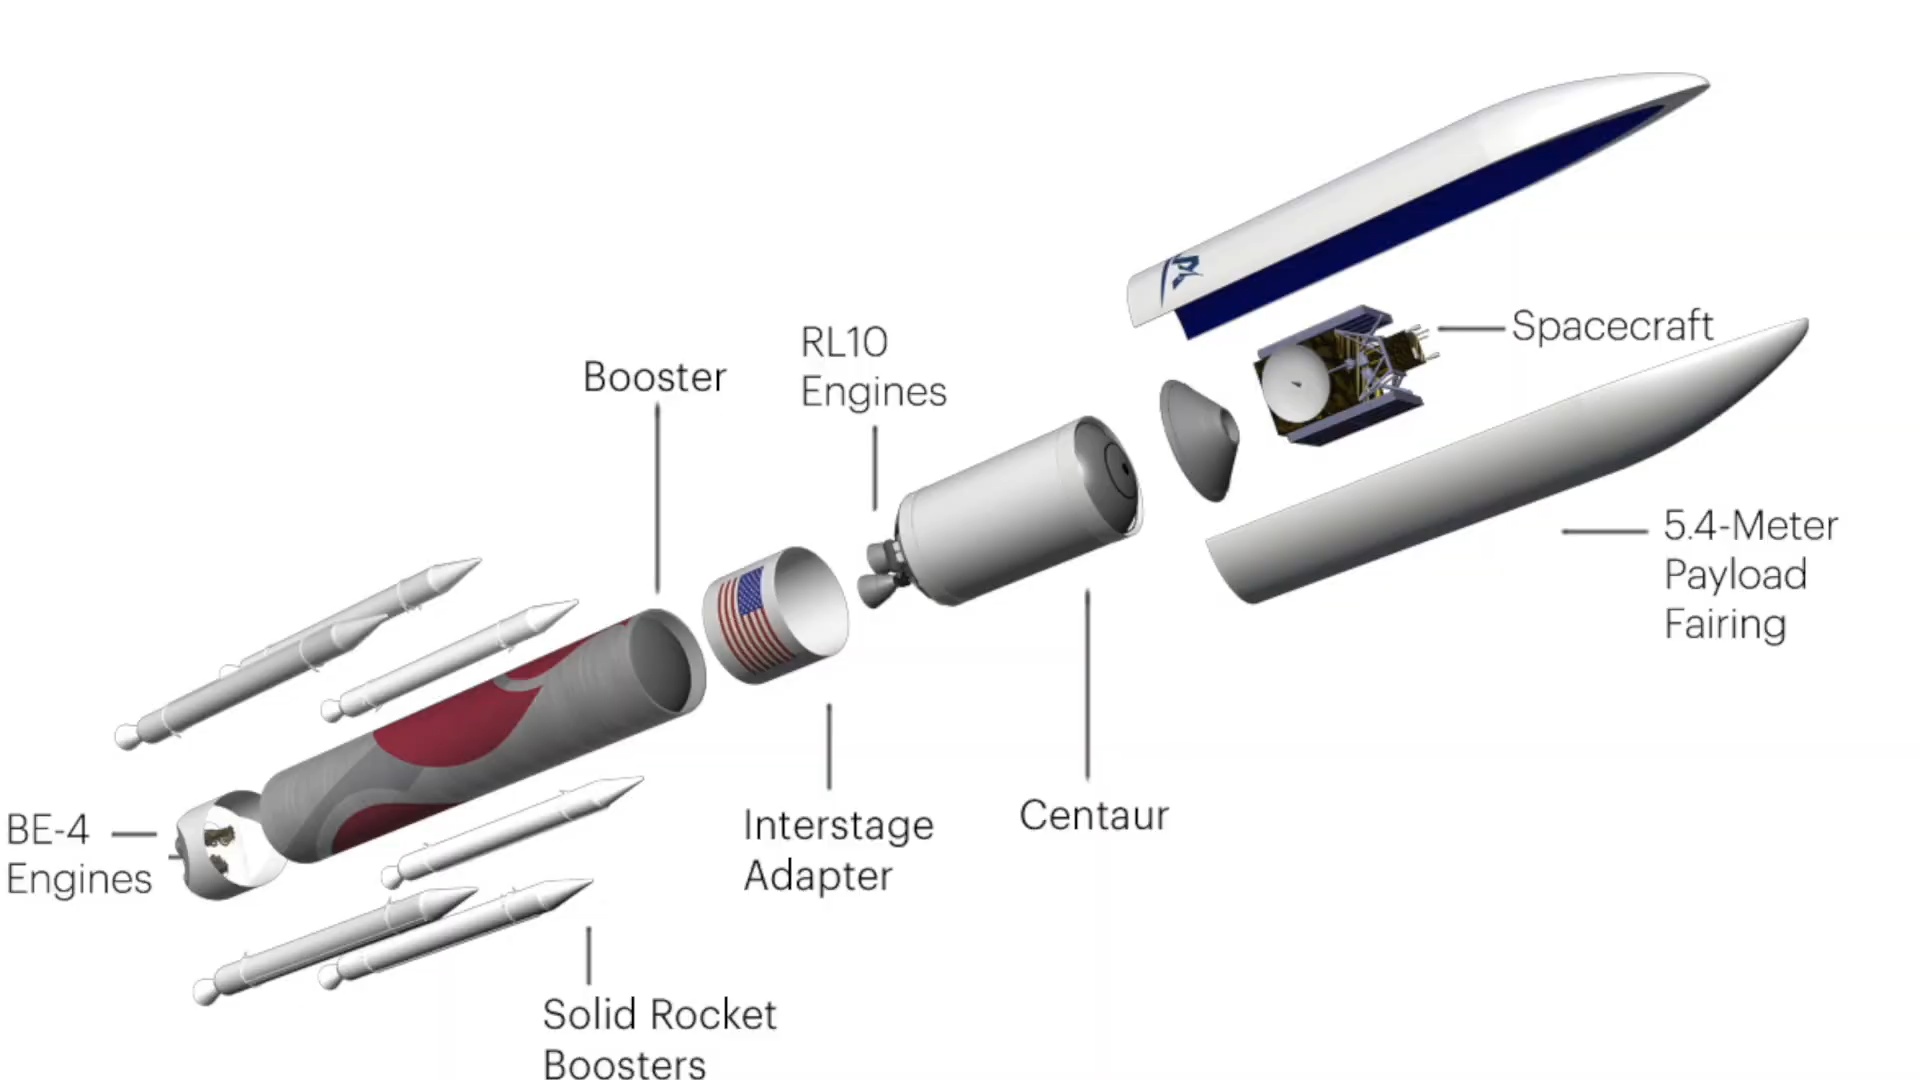 RL10
Engines
Booster
Spacecraft
5.4-Meter
Payload
Fairing
BE-4
Engines
Interstage
Adapter
Centaur
Solid Rocket
Boosters